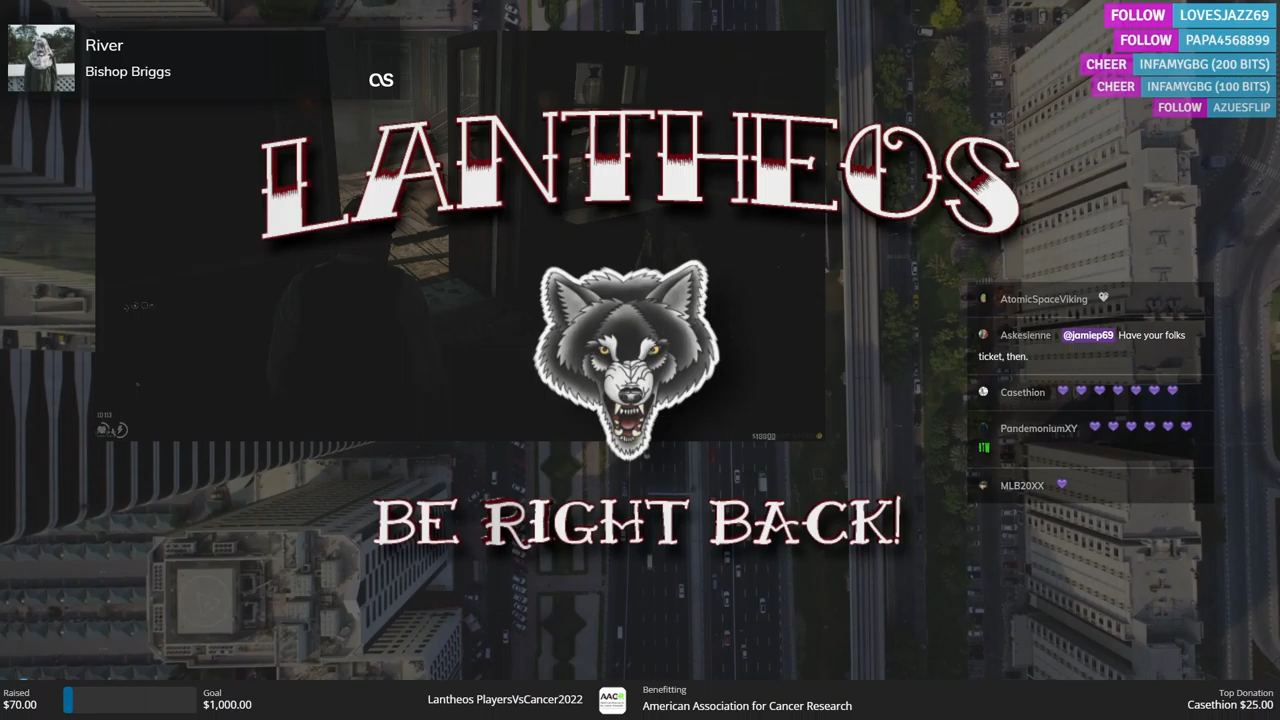 River
Bishop Briggs
FOLLOW LOVESJAZZ69
FOLLOW PAPA4568899
CHEER INFAMYGBG (200 BITS)
CHEER INFAMYGBG (100 BITS)
FOLLOW AZUESFLIP
LANTHEOS
AtomicSpaceViking
Askesienne @jamiep69 Have your folks
ticket, then.
Casethion
PandemoniumXY
MLB20XX
BE RIGHT BACK!
Raised
$70.00
Goal
$1,000.00
Lantheos PlayersVsCancer2022
AACR
Benefitting
American Association for Cancer Research
Top Donation
Casethion $25.00